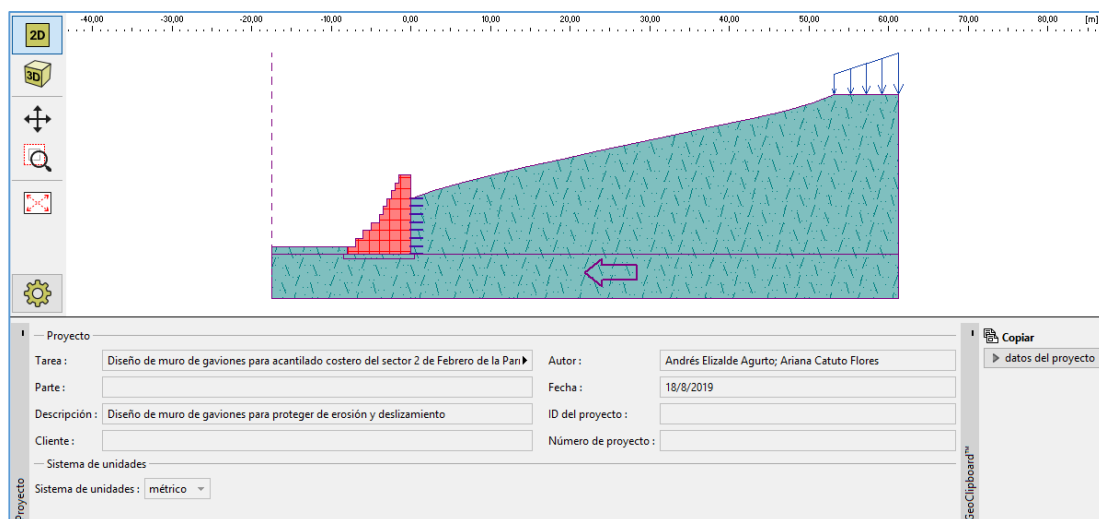 -40,00 -30,00 -20,00 -10,00 0,00 10,00 20,00 30,00 40,00 50,00 60,00 70,00 80,00 [m]
2D
3D
Proyecto
Tarea : Diseño de muro de gaviones para acantilado costero del sector 2 de Febrero de la Parr
Autor : Andrés Elizalde Agurto; Ariana Catuto Flores
Parte :
Fecha : 18/8/2019
Descripción : Diseño de muro de gaviones para proteger de erosión y deslizamiento
ID del proyecto :
Cliente :
Número de proyecto :
Sistema de unidades
Sistema de unidades : métrico
Proyecto
GeoClipboard™
Copiar
datos del proyecto